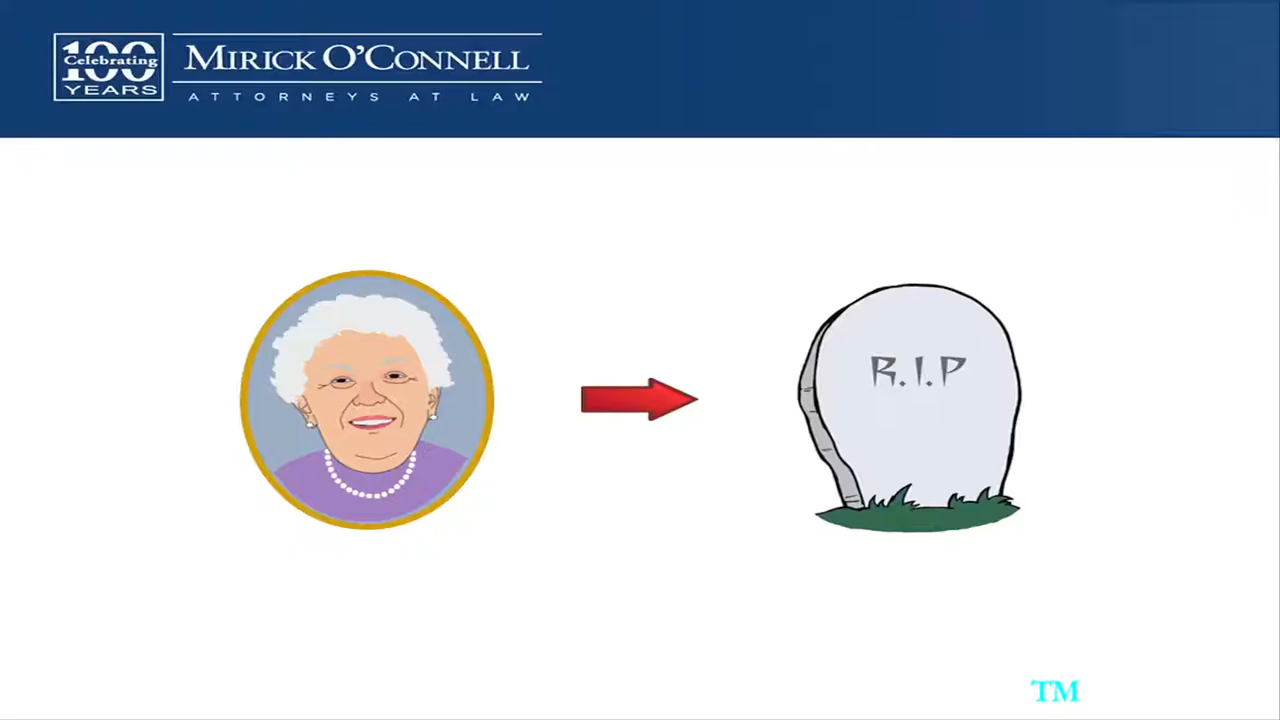 100
Celebrating
YEARS
MIRICK O'CONNELL
ATTORNEYS AT LAW
R.I.P
TM